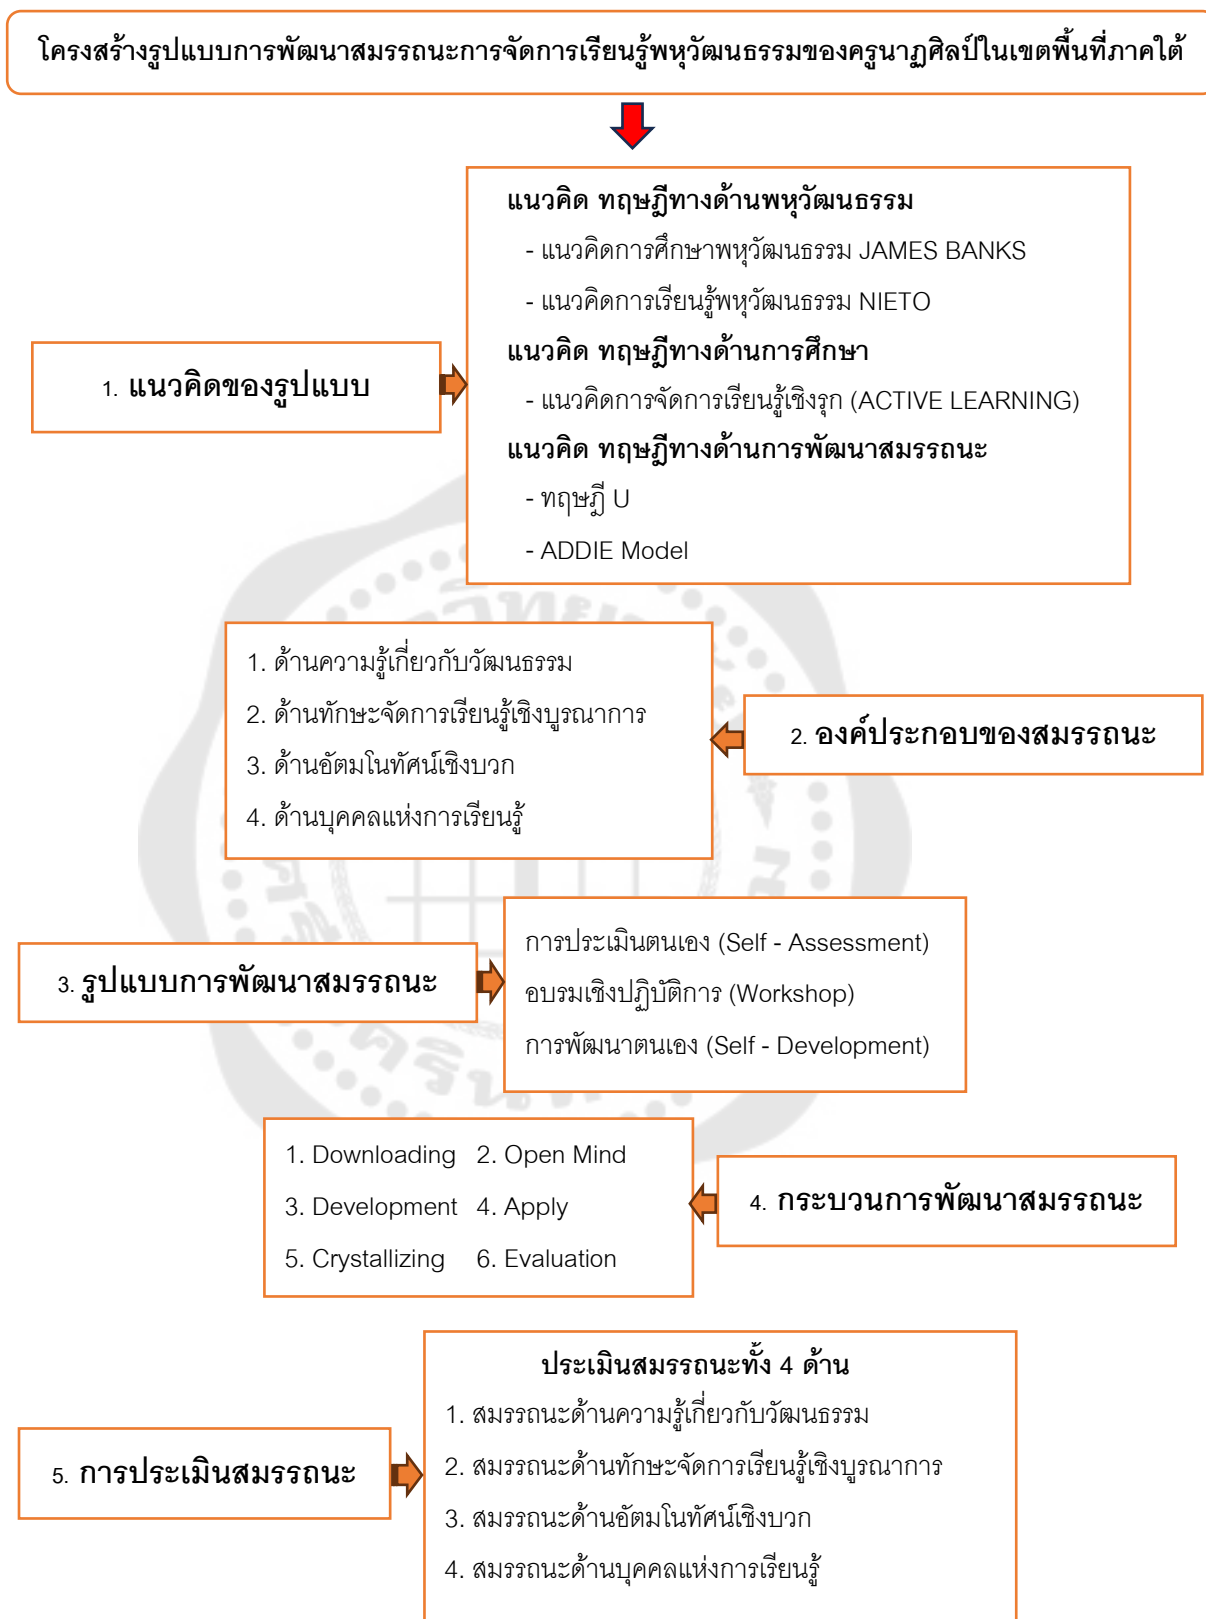 โครงสร้างรูปแบบการพัฒนาสมรรถนะการจัดการเรียนรู้พหุวัฒนธรรมของครูนาฏศิลป์ในเขตพื้นที่ภาคใต้
แนวคิด ทฤษฎีทางด้านพหุวัฒนธรรม
- แนวคิดการศึกษาพหุวัฒนธรรม JAMES BANKS
- แนวคิดการเรียนรู้พหุวัฒนธรรม NIETO
แนวคิด ทฤษฎีทางด้านการศึกษา
- แนวคิดการจัดการเรียนรู้เชิงรุก (ACTIVE LEARNING)
แนวคิด ทฤษฎีทางด้านการพัฒนาสมรรถนะ
- ทฤษฎี U
- ADDIE Model
1. แนวคิดของรูปแบบ
1. ด้านความรู้เกี่ยวกับวัฒนธรรม
2. ด้านทักษะจัดการเรียนรู้เชิงบูรณาการ
3. ด้านอัตมโนทัศน์เชิงบวก
4. ด้านบุคคลแห่งการเรียนรู้
2. องค์ประกอบของสมรรถนะ
3. รูปแบบการพัฒนาสมรรถนะ
การประเมินตนเอง (Self - Assessment)
อบรมเชิงปฏิบัติการ (Workshop)
การพัฒนาตนเอง (Self - Development)
1. Downloading 2. Open Mind
3. Development 4. Apply
5. Crystallizing 6. Evaluation
4. กระบวนการพัฒนาสมรรถนะ
5. การประเมินสมรรถนะ
ประเมินสมรรถนะทั้ง 4 ด้าน
1. สมรรถนะด้านความรู้เกี่ยวกับวัฒนธรรม
2. สมรรถนะด้านทักษะจัดการเรียนรู้เชิงบูรณาการ
3. สมรรถนะด้านอัตมโนทัศน์เชิงบวก
4. สมรรถนะด้านบุคคลแห่งการเรียนรู้